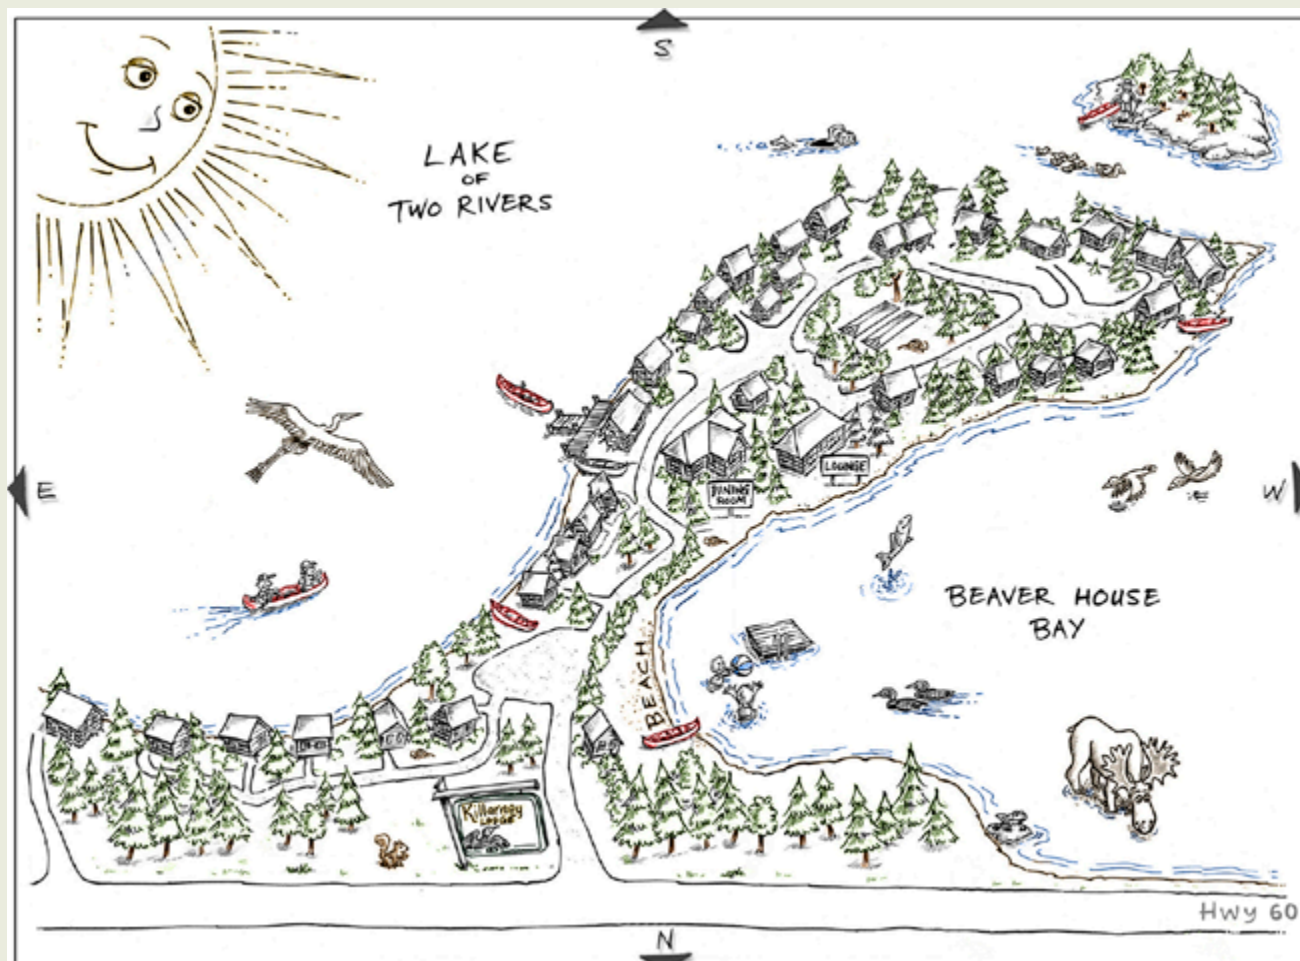 S
LAKE
OF
TWO RIVERS
E
W
LOUNGE
DINING
ROOM
BEAVER HOUSE
BAY
BEACH
Killarney
LODGE
Hwy 60
N